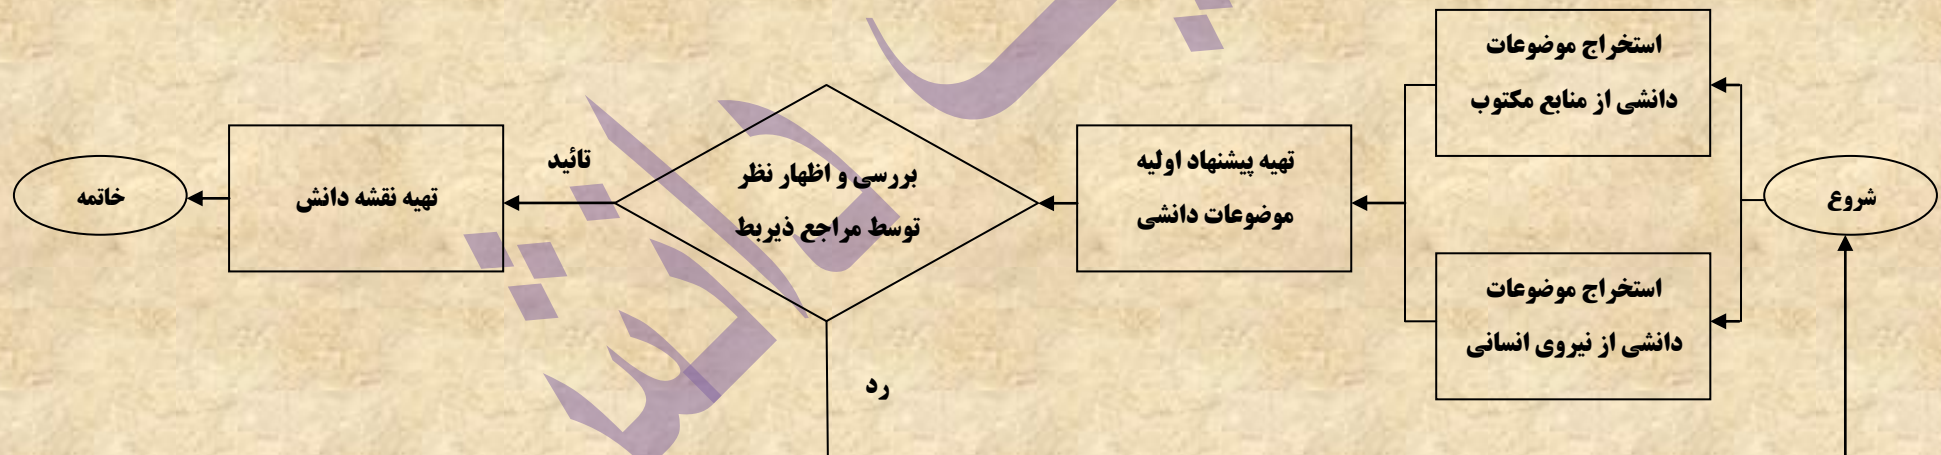 شروع
استخراج موضوعات
دانشی از منابع مکتوب
استخراج موضوعات
دانشی از نیروی انسانی
تهیه پیشنهاد اولیه
موضوعات دانشی
بررسی و اظهار نظر
توسط مراجع ذیربط
تائید
رد
تهیه نقشه دانش
خاتمه